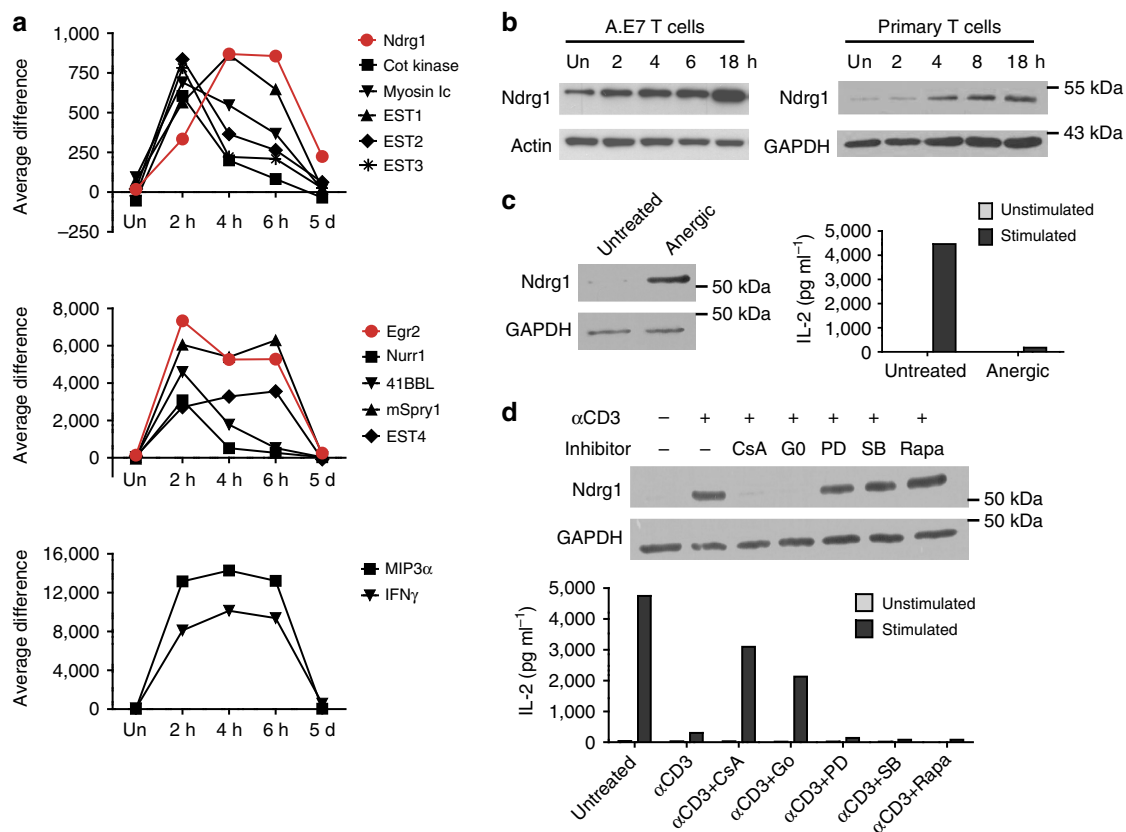 a
1,000
750
500
250
0
−250
Average difference
Un 2 h 4 h 6 h 5 d
Ndrg1
Cot kinase
Myosin Ic
EST1
EST2
EST3
8,000
6,000
4,000
2,000
0
Average difference
Un 2 h 4 h 6 h 5 d
Egr2
Nurr1
41BBL
mSpry1
EST4
16,000
12,000
8,000
4,000
0
Average difference
Un 2 h 4 h 6 h 5 d
MIP3α
IFNγ
b
A.E7 T cells
Un 2 4 6 18 h
Ndrg1
Actin
Primary T cells
Un 2 4 8 18 h
Ndrg1
GAPDH
55 kDa
43 kDa
c
Untreated
Anergic
Ndrg1
GAPDH
50 kDa
50 kDa
Unstimulated
Stimulated
5,000
4,000
3,000
2,000
1,000
0
IL-2 (pg ml−1)
Untreated Anergic
d
αCD3 – + + + + + +
Inhibitor – – CsA G0 PD SB Rapa
Ndrg1
GAPDH
50 kDa
50 kDa
Unstimulated
Stimulated
5,000
4,000
3,000
2,000
1,000
0
IL-2 (pg ml−1)
Untreated
αCD3
αCD3+CsA
αCD3+Go
αCD3+PD
αCD3+SB
αCD3+Rapa